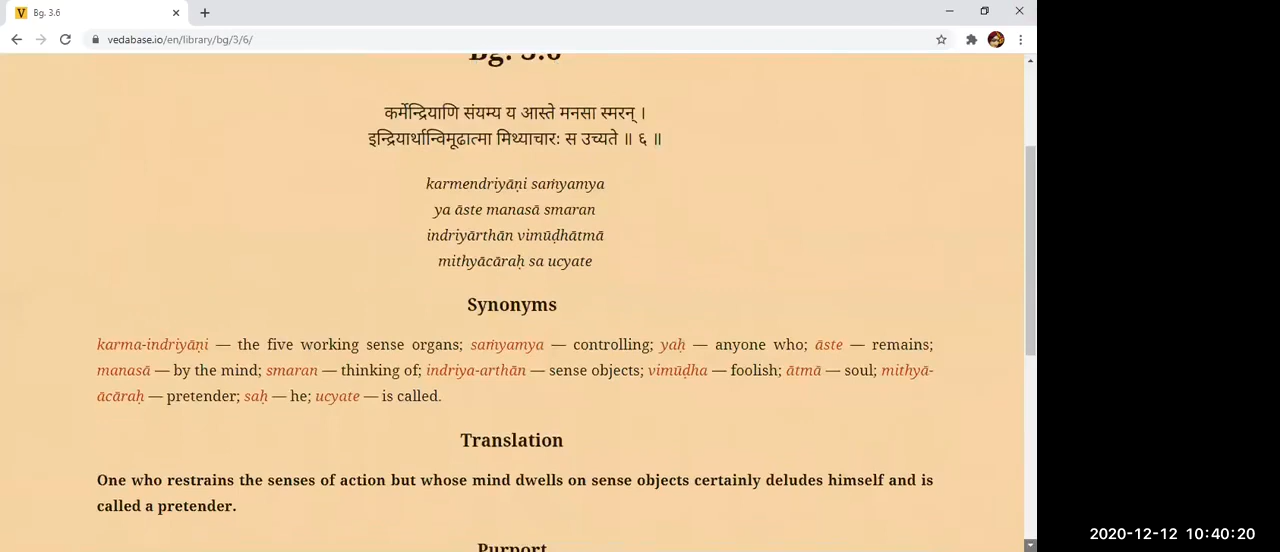 Bg. 3.6
vedabase.io/en/library/bg/3/6/
Bg. 3.6
कर्मेन्द्रियाणि संयम्य य आस्ते मनसा स्मरन् ।
इन्द्रियार्थान्विमूढात्मा मिथ्याचारः स उच्यते ॥ ६ ॥
karmendriyāṇi saṁyamya
ya āste manasā smaran
indriyārthān vimūḍhātmā
mithyācāraḥ sa ucyate
Synonyms
karma-indriyāṇi — the five working sense organs; saṁyamya — controlling; yaḥ — anyone who; āste — remains;
manasā — by the mind; smaran — thinking of; indriya-arthān — sense objects; vimūḍha — foolish; ātmā — soul; mithyā-
ācāraḥ — pretender; saḥ — he; ucyate — is called.
Translation
One who restrains the senses of action but whose mind dwells on sense objects certainly deludes himself and is
called a pretender.
Purport
2020-12-12 10:40:20